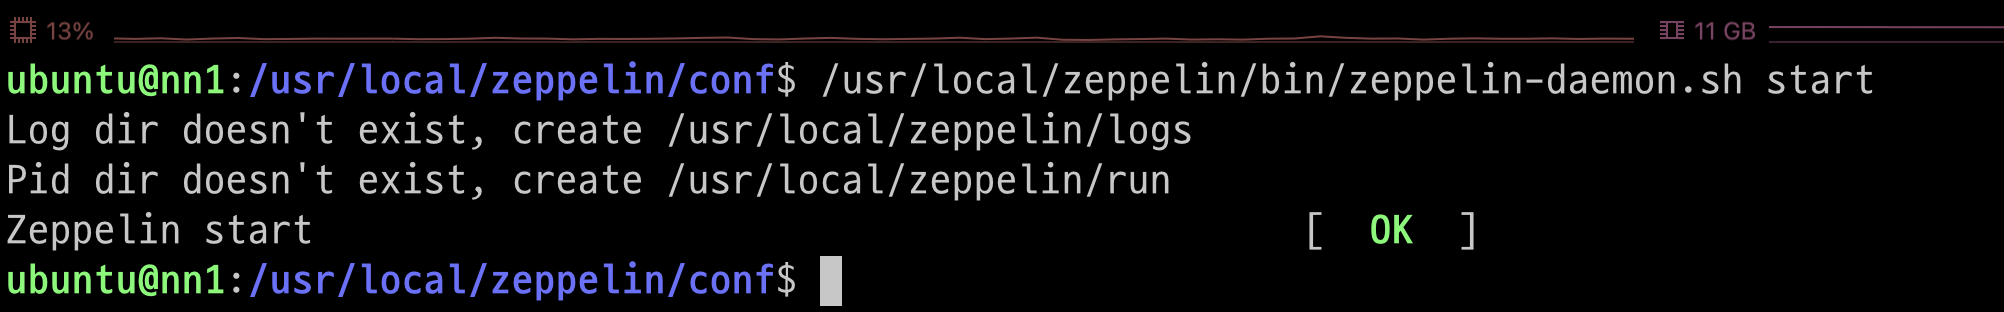 13% 11 GB
ubuntu@nn1:/usr/local/zeppelin/conf$ /usr/local/zeppelin/bin/zeppelin-daemon.sh start
Log dir doesn't exist, create /usr/local/zeppelin/logs
Pid dir doesn't exist, create /usr/local/zeppelin/run
Zeppelin start [ OK ]
ubuntu@nn1:/usr/local/zeppelin/conf$